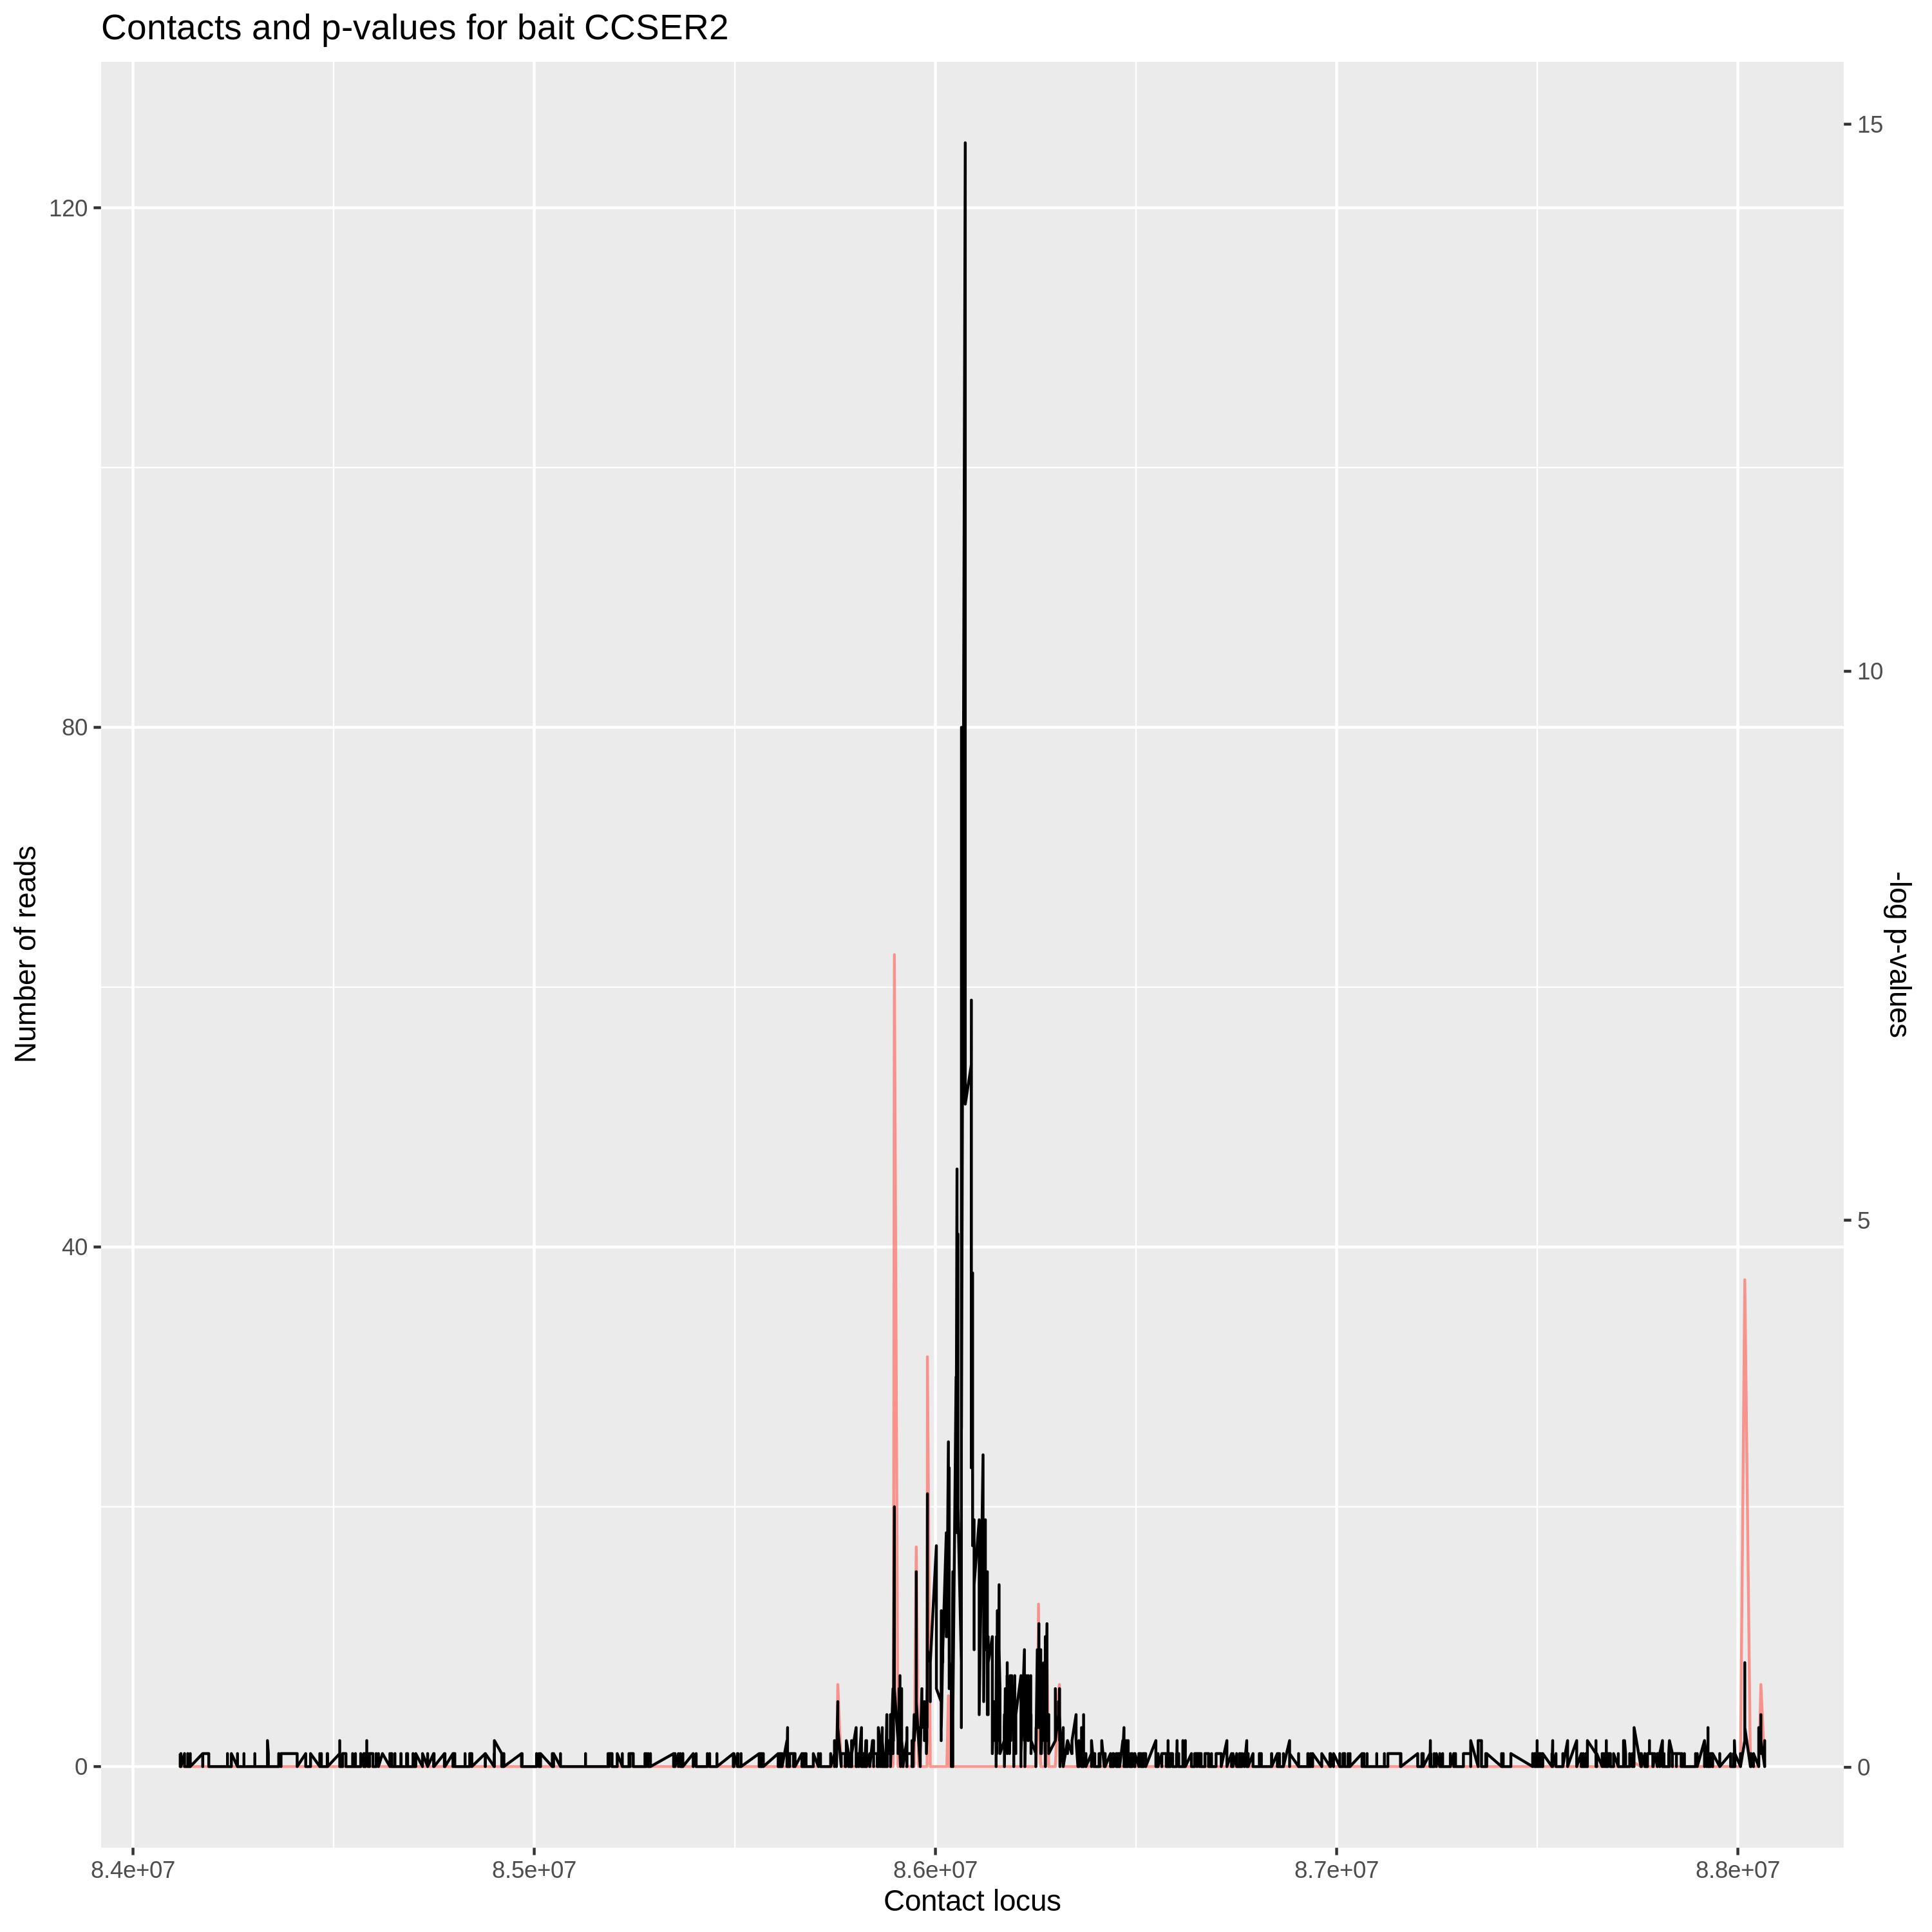 Contacts and p-values for bait CCSER2
15
120
10
80
Number of reads
-log p-values
5
40
0
0
8.4e+07
8.5e+07
8.6e+07
8.7e+07
8.8e+07
Contact locus